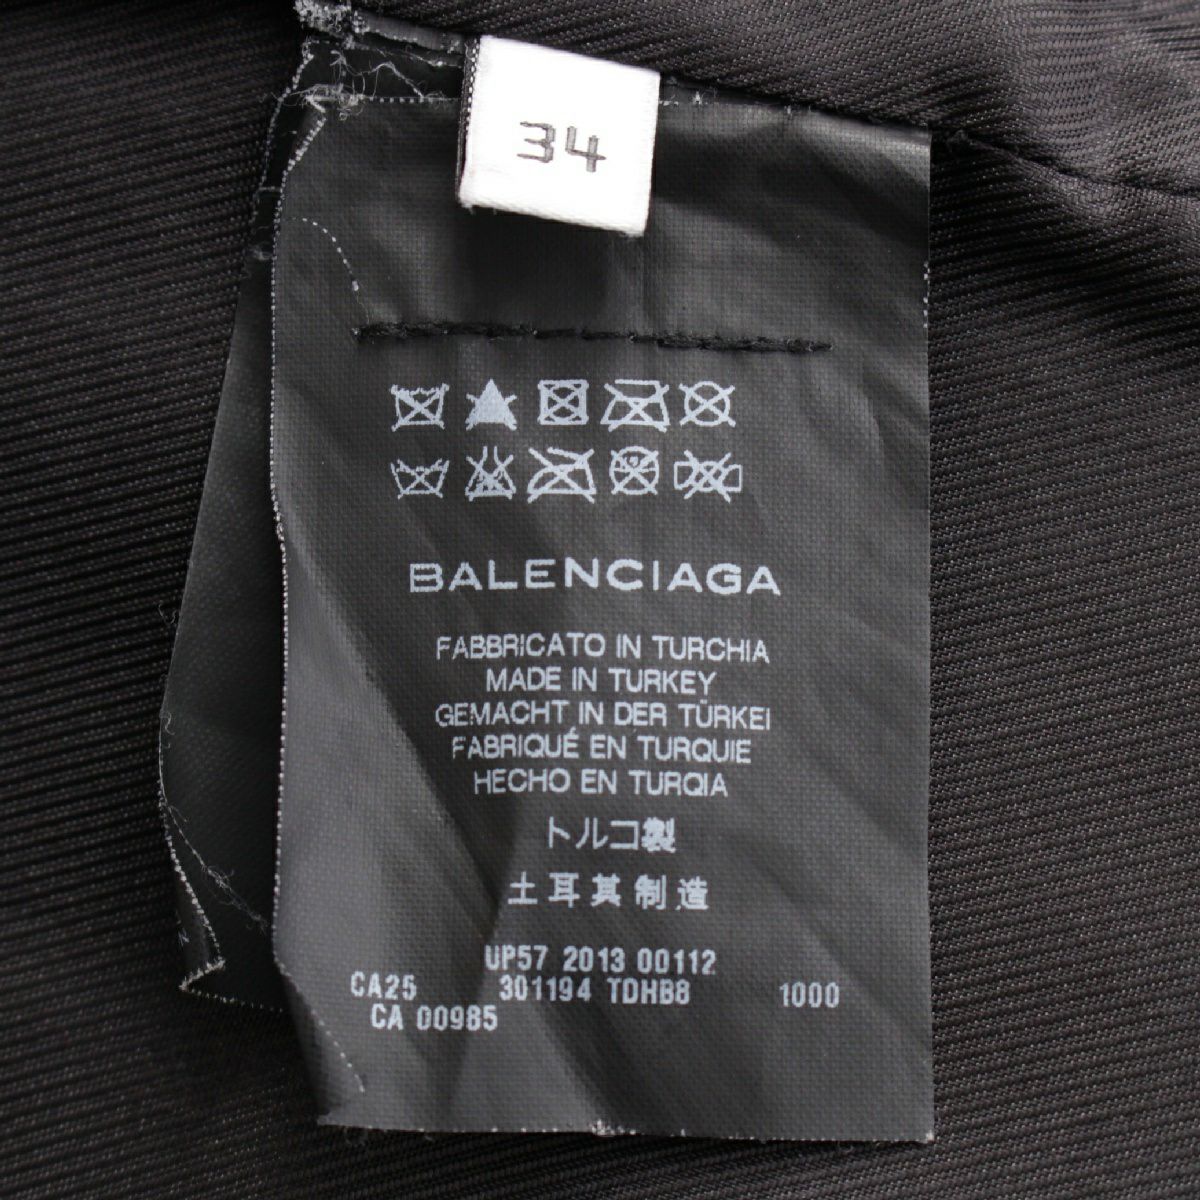 34
BALENCIAGA
FABBRICATO IN TURCHIA
MADE IN TURKEY
GEMACHT IN DER TÜRKEI
FABRIQUÉ EN TURQUIE
HECHO EN TURQIA
トルコ製
土耳其制造
UP57 2013 00112
CA25 301194 TDHB8 1000
CA 00985